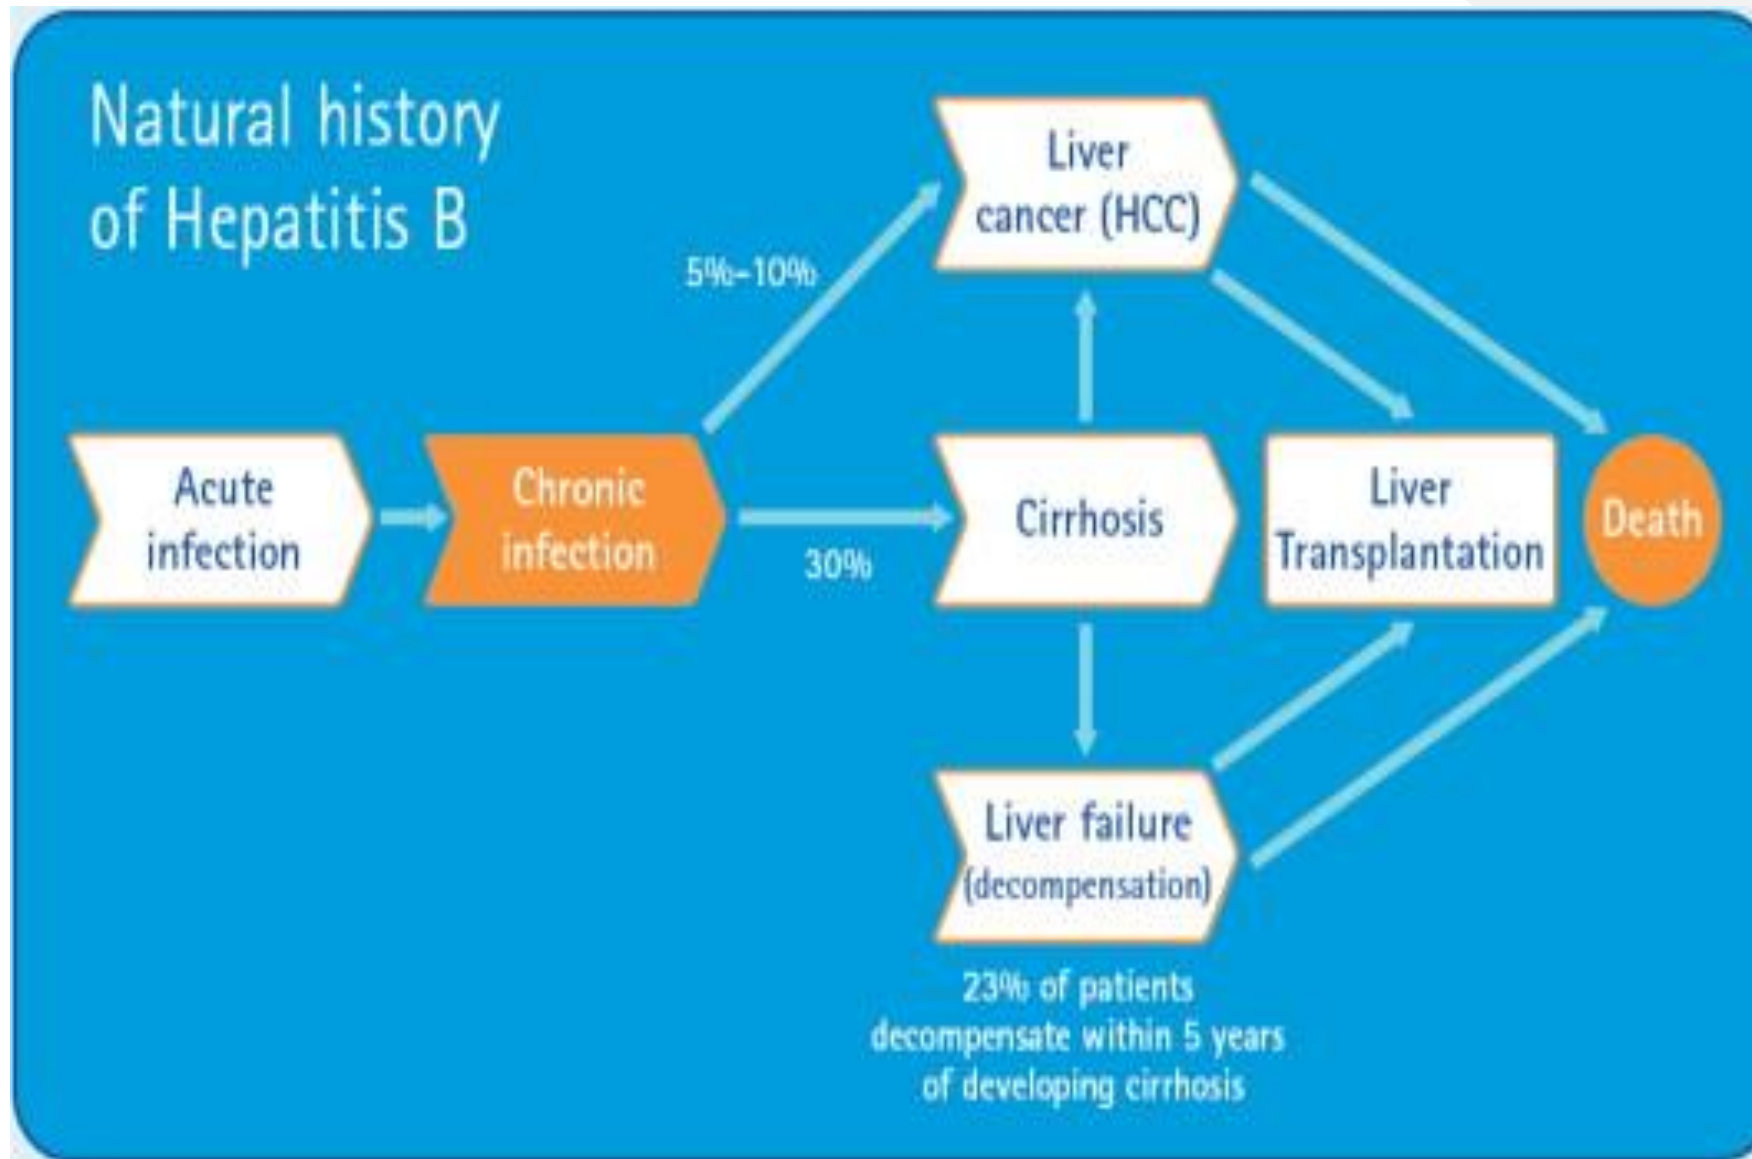 Natural history
of Hepatitis B
Liver
cancer (HCC)
5%–10%
Acute
infection
Chronic
infection
30%
Cirrhosis
Liver
Transplantation
Death
Liver failure
(decompensation)
23% of patients
decompensate within 5 years
of developing cirrhosis